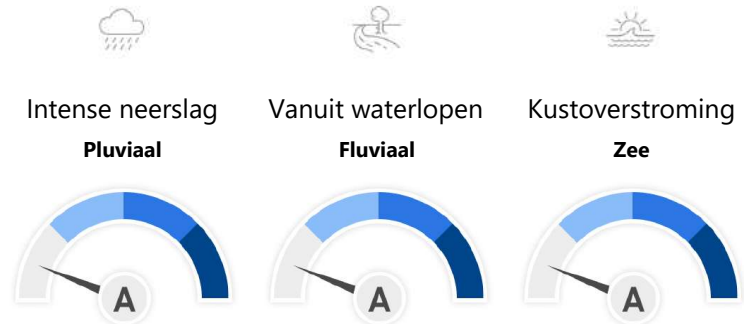 Intense neerslag
Vanuit waterlopen
Kustoverstroming
Pluviaal
Fluviaal
Zee
A
A
A